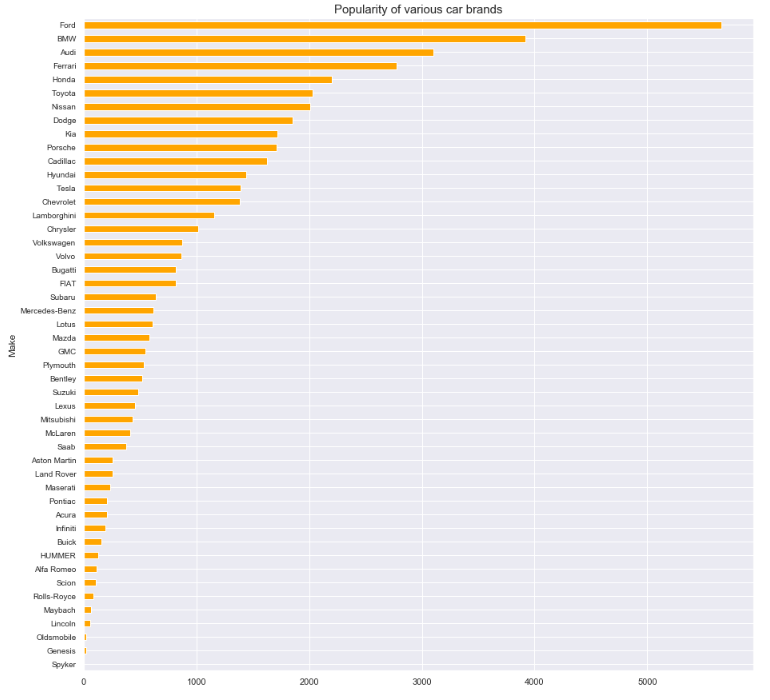 Popularity of various car brands
Ford
BMW
Audi
Ferrari
Honda
Toyota
Nissan
Dodge
Kia
Porsche
Cadillac
Hyundai
Tesla
Chevrolet
Lamborghini
Chrysler
Volkswagen
Volvo
Bugatti
FIAT
Subaru
Mercedes-Benz
Lotus
Mazda
GMC
Plymouth
Bentley
Suzuki
Lexus
Mitsubishi
McLaren
Saab
Aston Martin
Land Rover
Maserati
Pontiac
Acura
Infiniti
Buick
HUMMER
Alfa Romeo
Scion
Rolls-Royce
Maybach
Lincoln
Oldsmobile
Genesis
Spyker
Make
0 1000 2000 3000 4000 5000